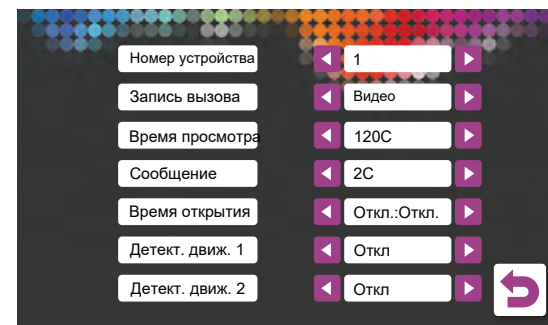 Номер устройства 1
Запись вызова Видео
Время просмотра 120С
Сообщение 2С
Время открытия Откл.:Откл.
Детект. движ. 1 Откл
Детект. движ. 2 Откл